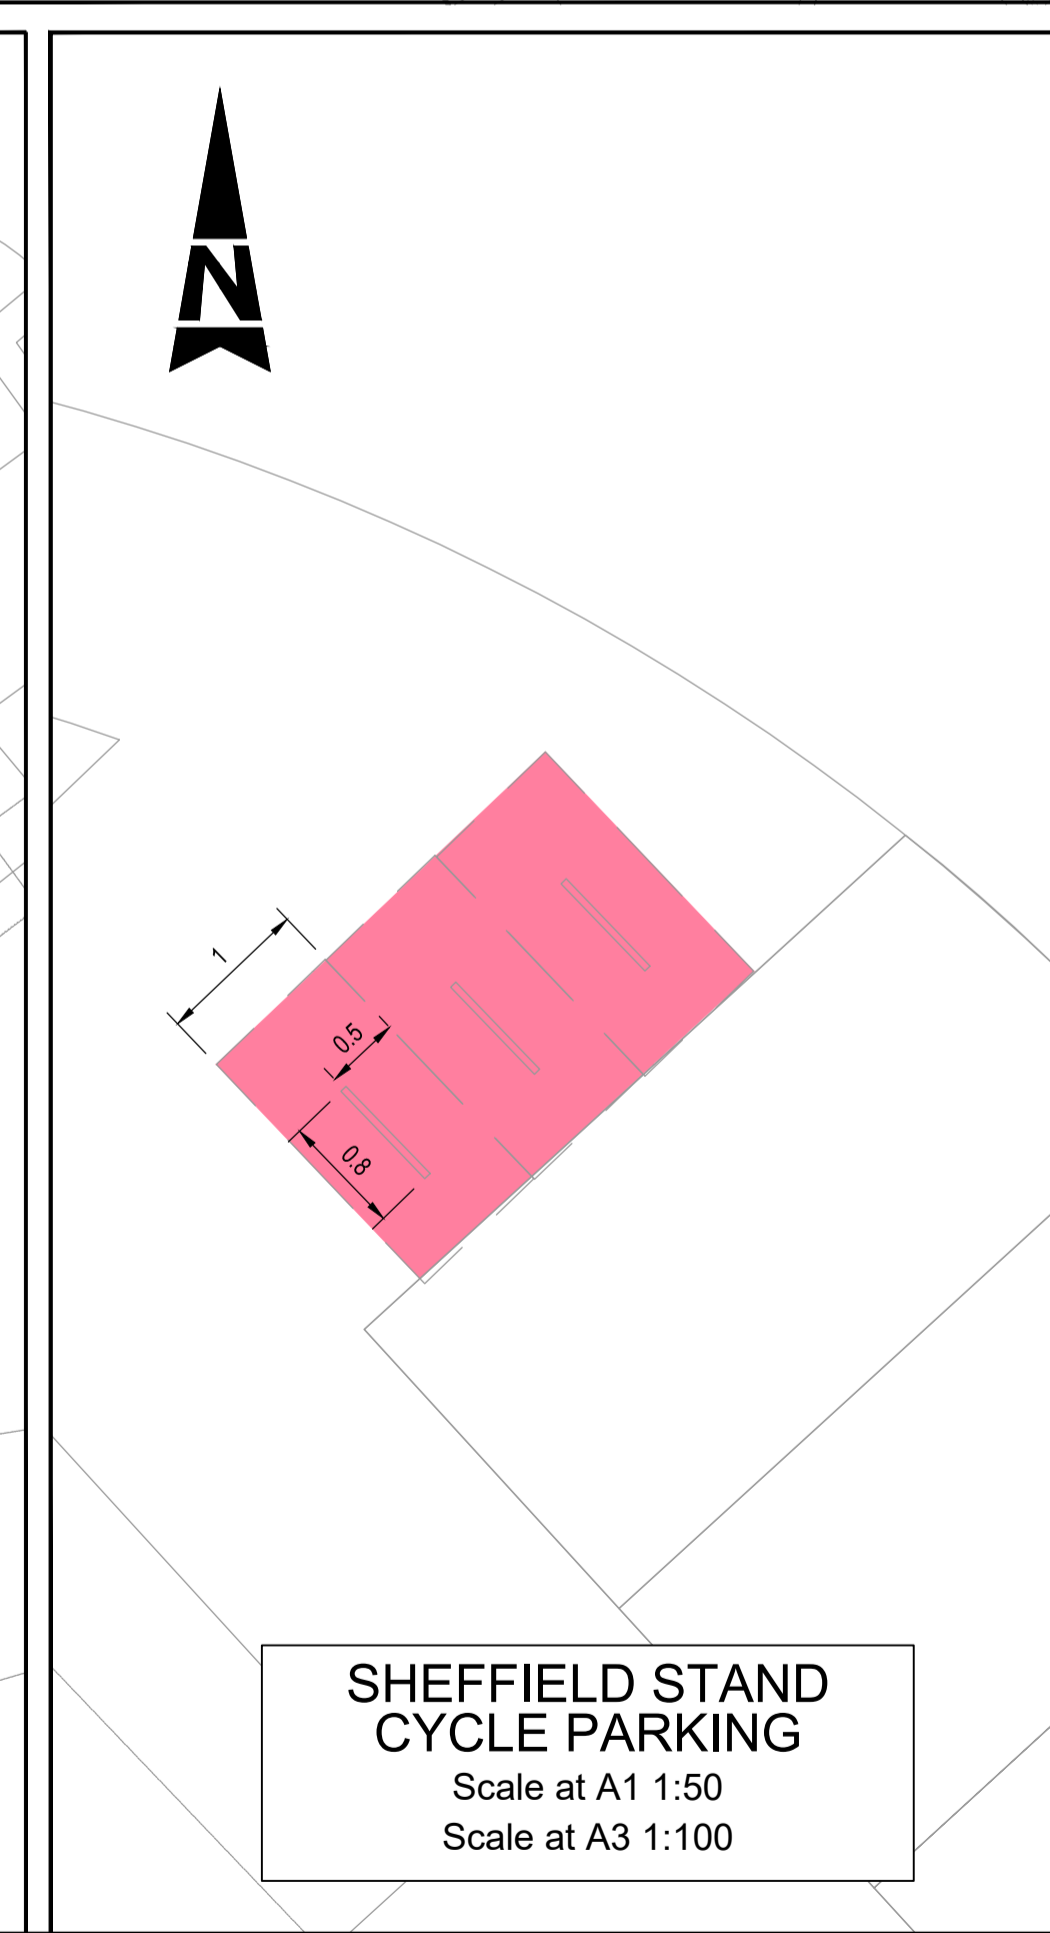 N
1
0.5
0.8
SHEFFIELD STAND
CYCLE PARKING
Scale at A1 1:50
Scale at A3 1:100